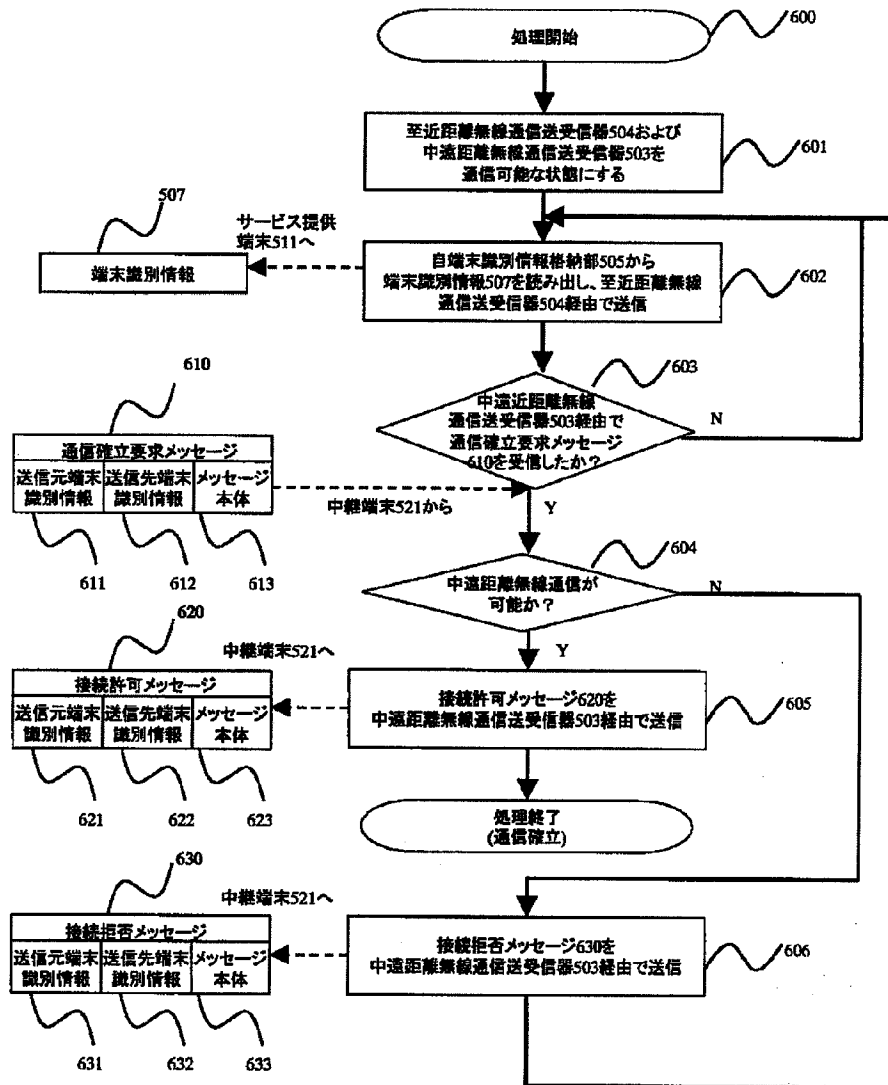 処理開始
600
至近距離無線通信送受信器504および
中遠距離無線通信送受信器503を
通信可能な状態にする
601
507
サービス提供
端末511へ
端末識別情報
自端末識別情報格納部505から
端末識別情報507を読み出し、至近距離無線
通信送受信器504経由で送信
602
603
610
中遠近距離無線
通信送受信器503経由で
通信確立要求メッセージ
610を受信したか?
N
通信確立要求メッセージ
送信元端末
識別情報
送信先端末
識別情報
メッセージ
本体
中継端末521から
Y
611
612
613
604
中遠距離無線通信が
可能か?
N
620
中継端末521へ
Y
接続許可メッセージ
送信元端末
識別情報
送信先端末
識別情報
メッセージ
本体
接続許可メッセージ620を
中遠距離無線通信送受信器503経由で送信
605
621
622
623
処理終了
(通信確立)
630
中継端末521へ
接続拒否メッセージ
送信元端末
識別情報
送信先端末
識別情報
メッセージ
本体
接続拒否メッセージ630を
中遠距離無線通信送受信器503経由で送信
606
631
632
633